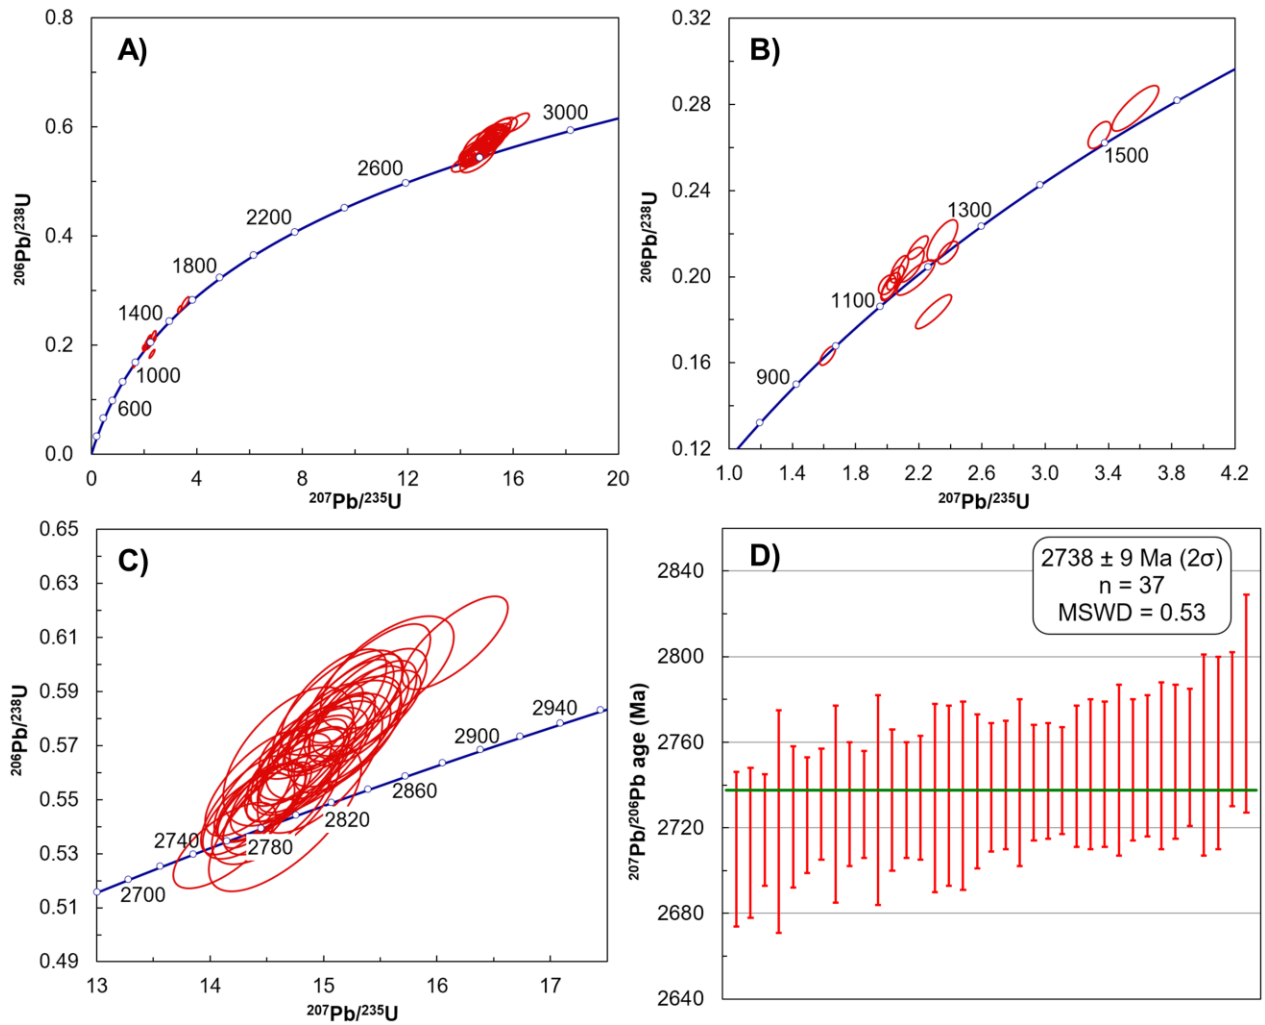 A)
0.8
0.6
0.4
0.2
0.0
206Pb/238U
3000
2600
2200
1800
1400
1000
600
0 4 8 12 16 20
207Pb/235U
B)
0.32
0.28
0.24
0.20
0.16
0.12
206Pb/238U
1500
1300
1100
900
1.0 1.4 1.8 2.2 2.6 3.0 3.4 3.8 4.2
207Pb/235U
C)
0.65
0.63
0.61
0.59
0.57
0.55
0.53
0.51
0.49
206Pb/238U
2940
2900
2860
2820
2780
2740
2700
13 14 15 16 17
207Pb/235U
D)
2738 ± 9 Ma (2σ)
n = 37
MSWD = 0.53
2840
2800
2760
2720
2680
2640
207Pb/206Pb age (Ma)